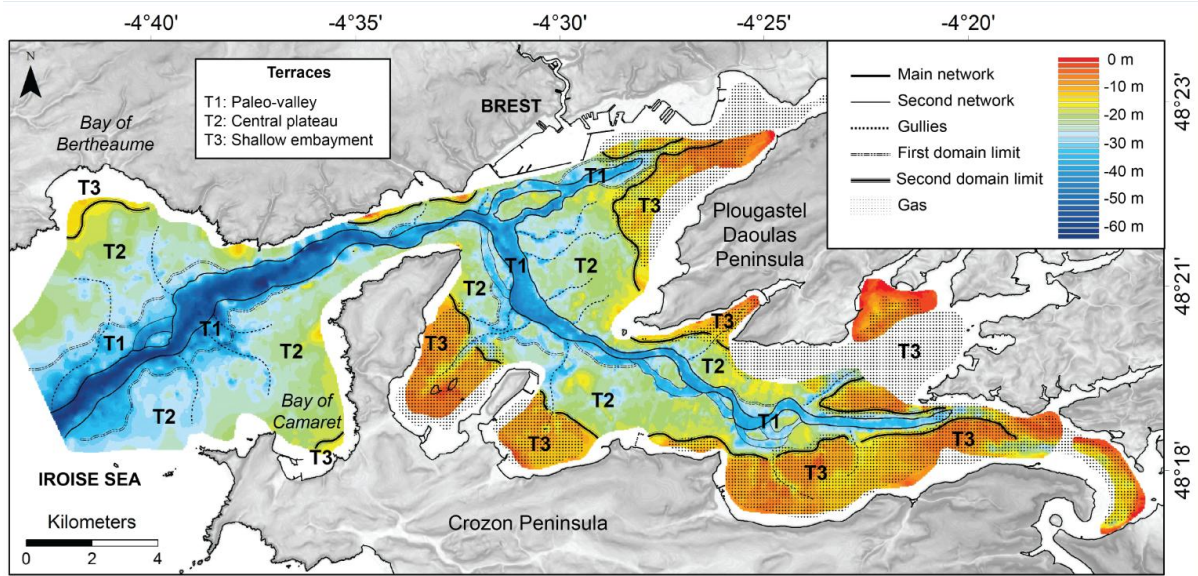 -4°40'
-4°35'
-4°30'
-4°25'
-4°20'
N
Terraces
T1: Paleo-valley
T2: Central plateau
T3: Shallow embayment
BREST
Bay of
Bertheaume
Main network
Second network
Gullies
First domain limit
Second domain limit
Gas
0 m
-10 m
-20 m
-30 m
-40 m
-50 m
-60 m
48°23'
48°21'
48°18'
T3
T2
T1
T1
T2
T2
Bay of
Camaret
T3
IROISE SEA
Kilometers
0 2 4
T1
T3
T1
T2
T2
Plougastel
Daoulas
Peninsula
T3
T3
T2
T3
T2
T1
T3
T3
T3
Crozon Peninsula